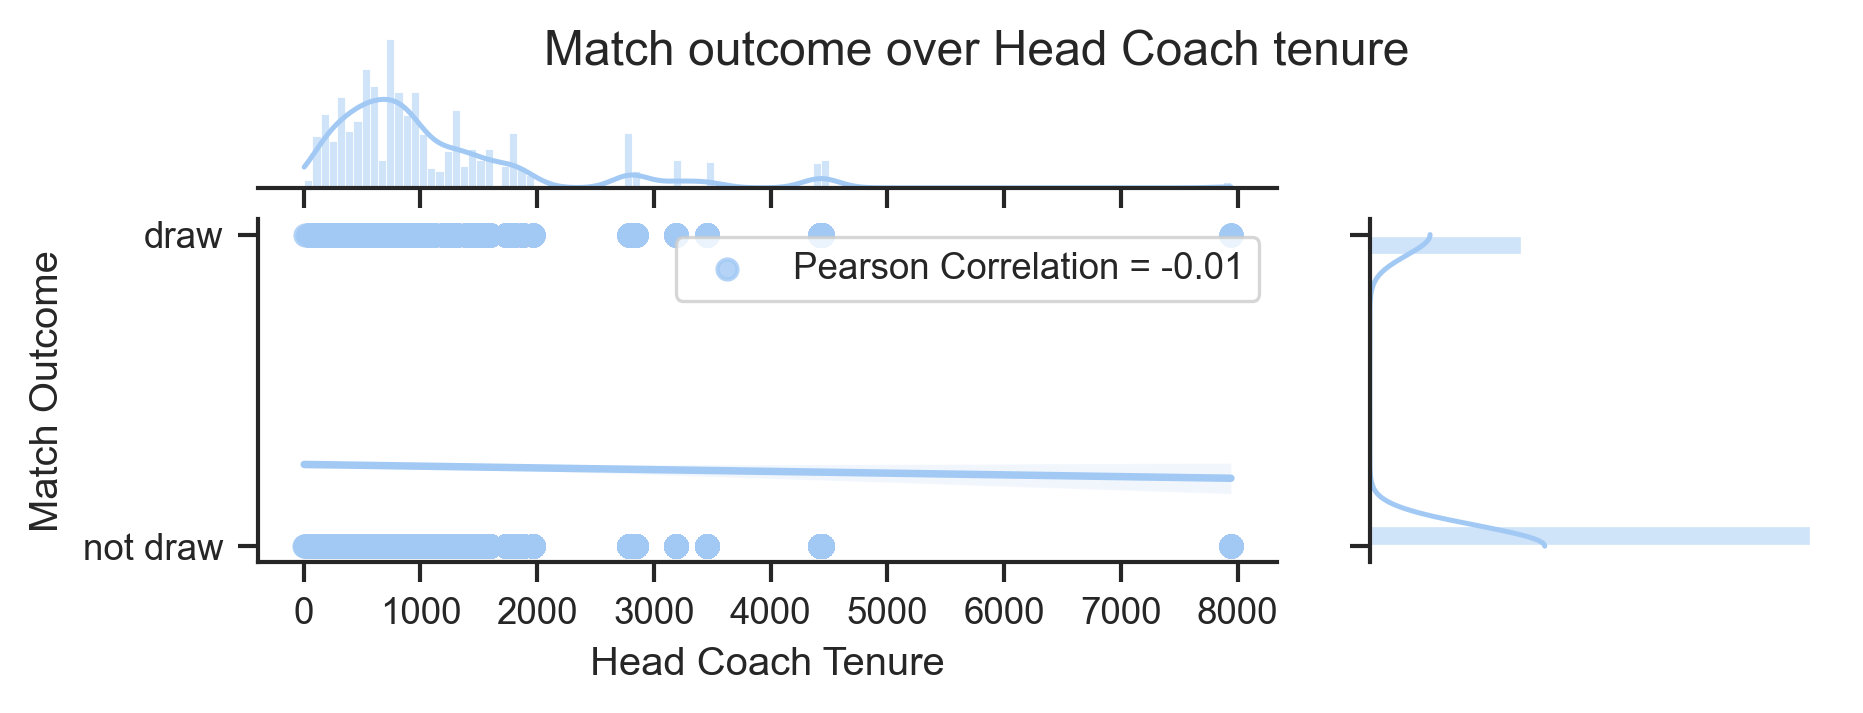 Match outcome over Head Coach tenure
draw
Pearson Correlation = -0.01
Match Outcome
not draw
0 1000 2000 3000 4000 5000 6000 7000 8000
Head Coach Tenure